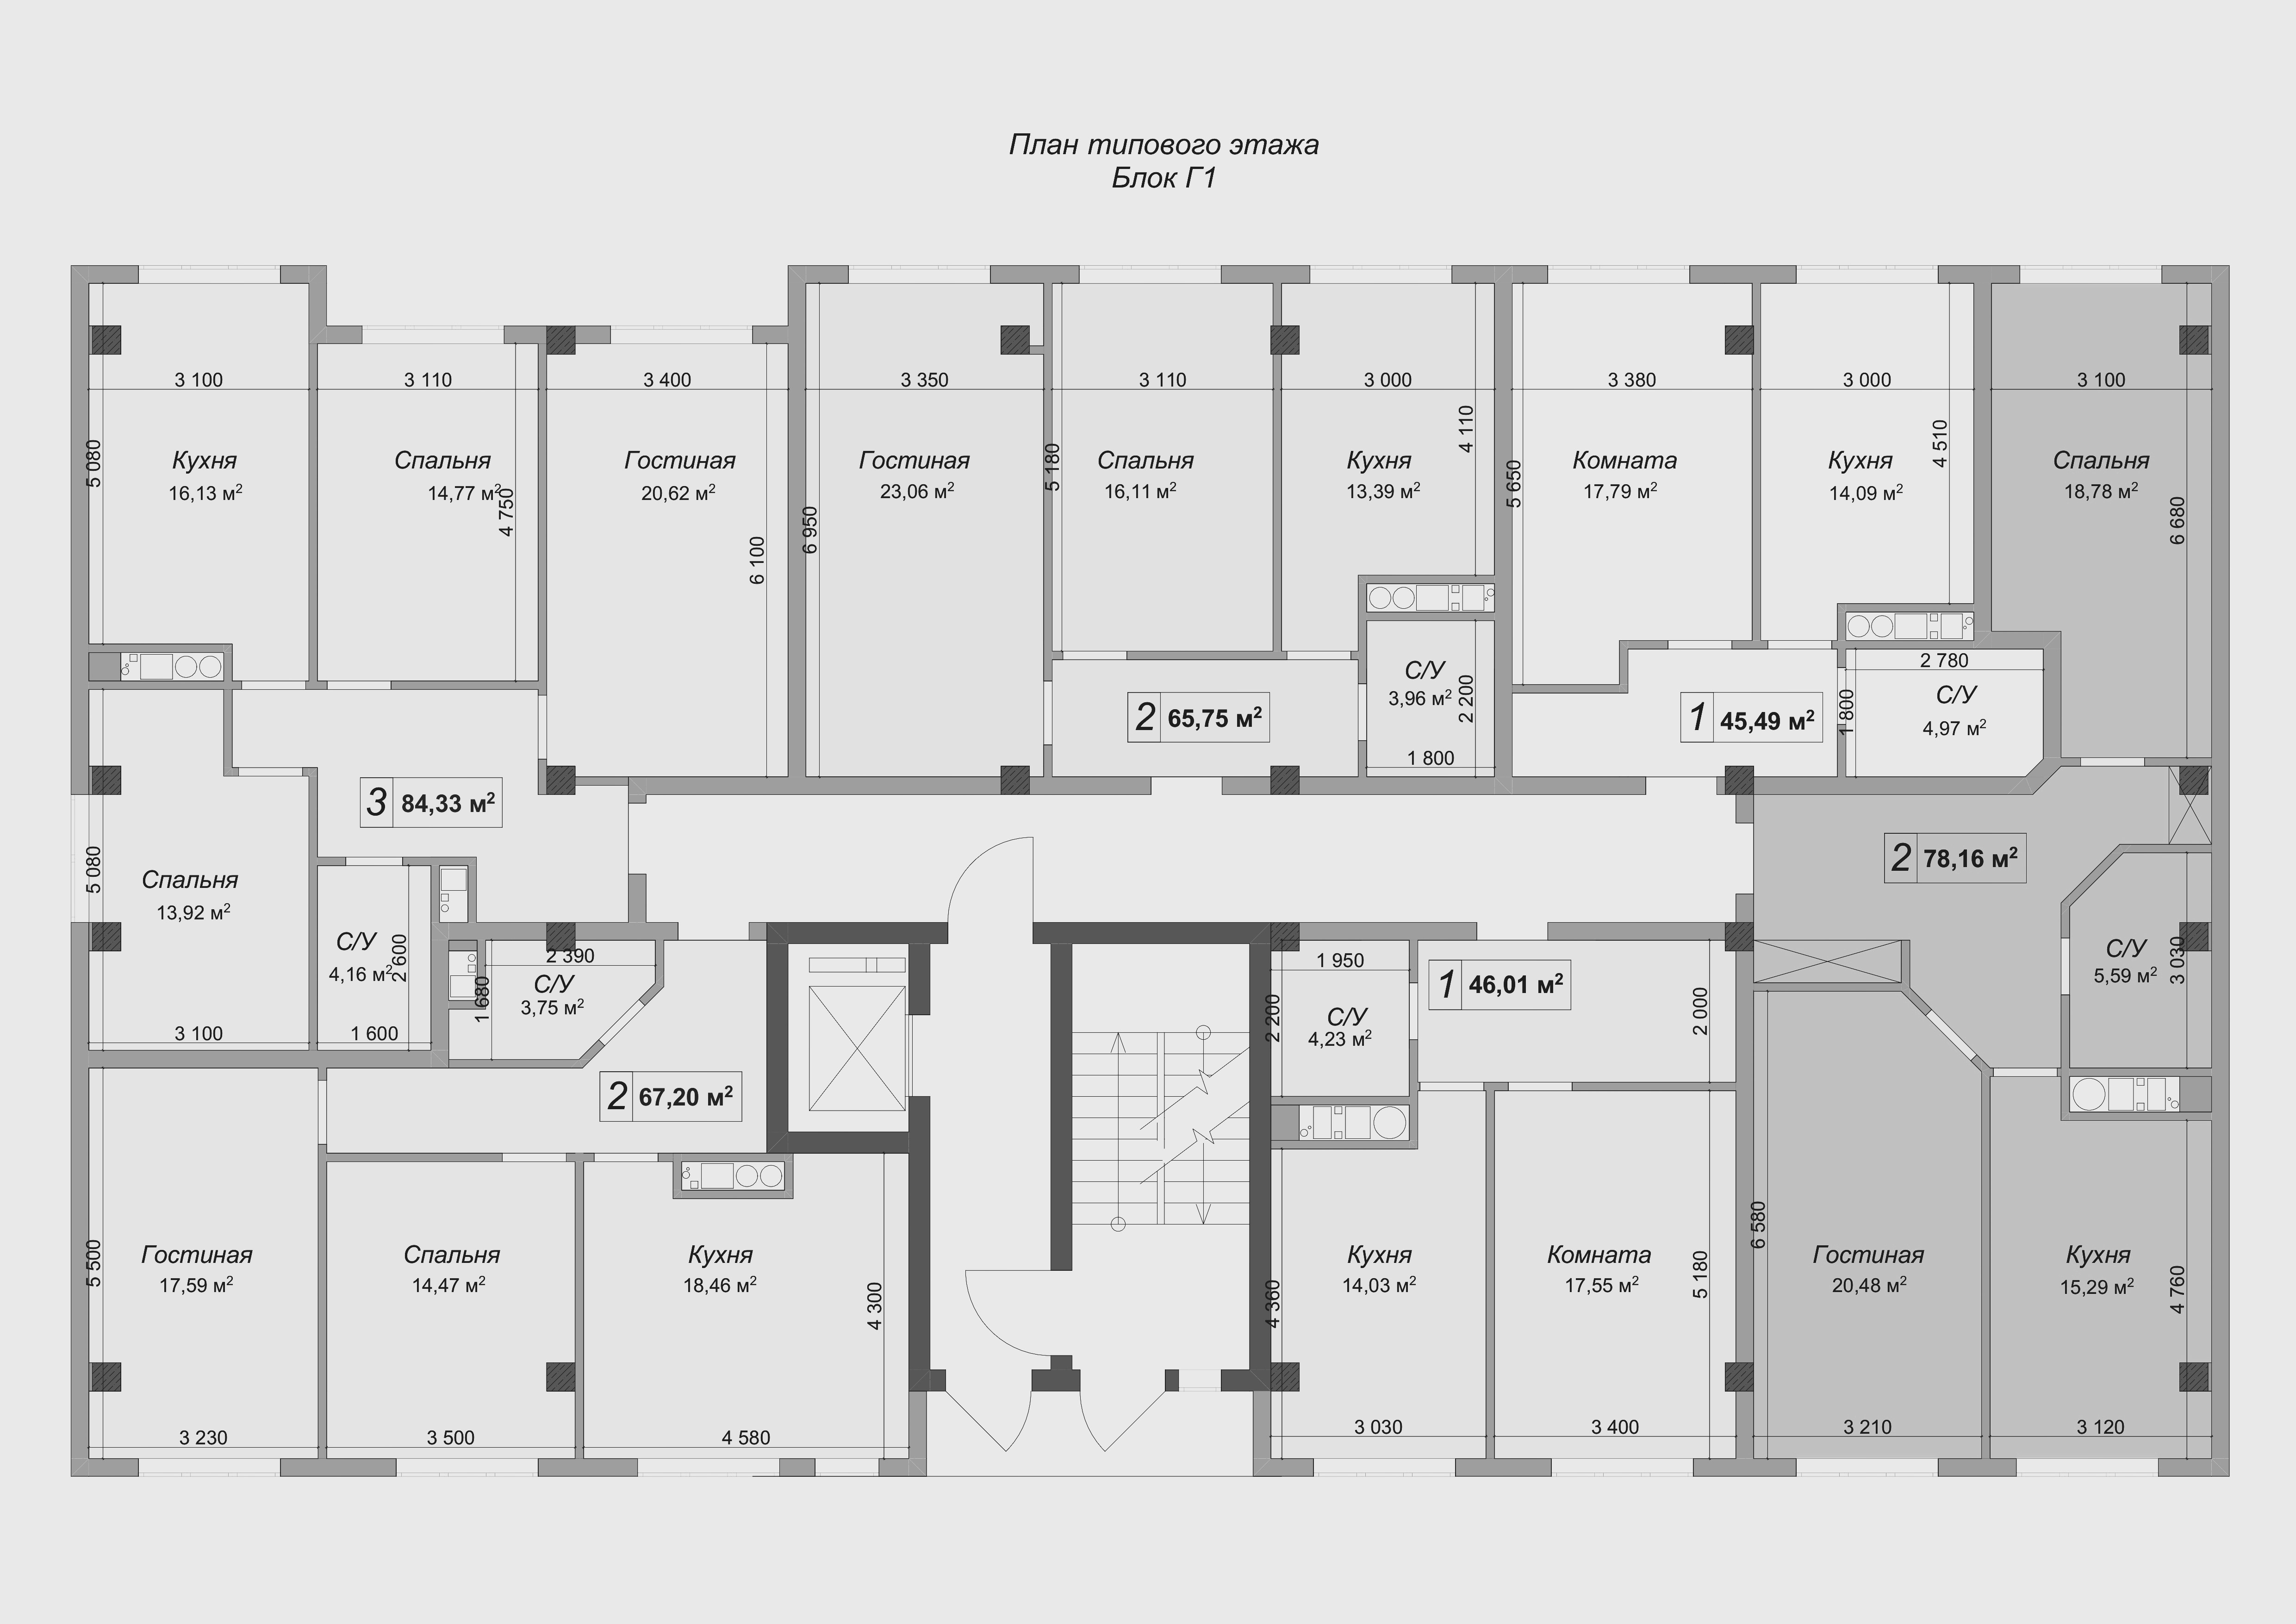 План типового этажа
Блок Г1
3 100
3 110
3 400
3 350
3 110
3 000
3 380
3 000
3 100
5 080
Кухня
16,13 м²
Спальня
14,77 м²
4 750
Гостиная
20,62 м²
6 100
6 950
Гостиная
23,06 м²
5 180
Спальня
16,11 м²
Кухня
13,39 м²
4 110
5 650
Комната
17,79 м²
Кухня
14,09 м²
4 510
Спальня
18,78 м²
6 680
С/У
3,96 м²
2 200
1 800
2 780
1 800
С/У
4,97 м²
2 65,75 м²
1 45,49 м²
3 84,33 м²
2 78,16 м²
5 080
Спальня
13,92 м²
3 100
С/У
4,16 м²
2 600
1 600
2 390
1 680
С/У
3,75 м²
1 950
2 200
С/У
4,23 м²
1 46,01 м²
2 000
С/У
5,59 м²
3 030
2 67,20 м²
5 500
Гостиная
17,59 м²
Спальня
14,47 м²
Кухня
18,46 м²
4 300
4 360
Кухня
14,03 м²
Комната
17,55 м²
5 180
6 580
Гостиная
20,48 м²
Кухня
15,29 м²
4 760
3 230
3 500
4 580
3 030
3 400
3 210
3 120